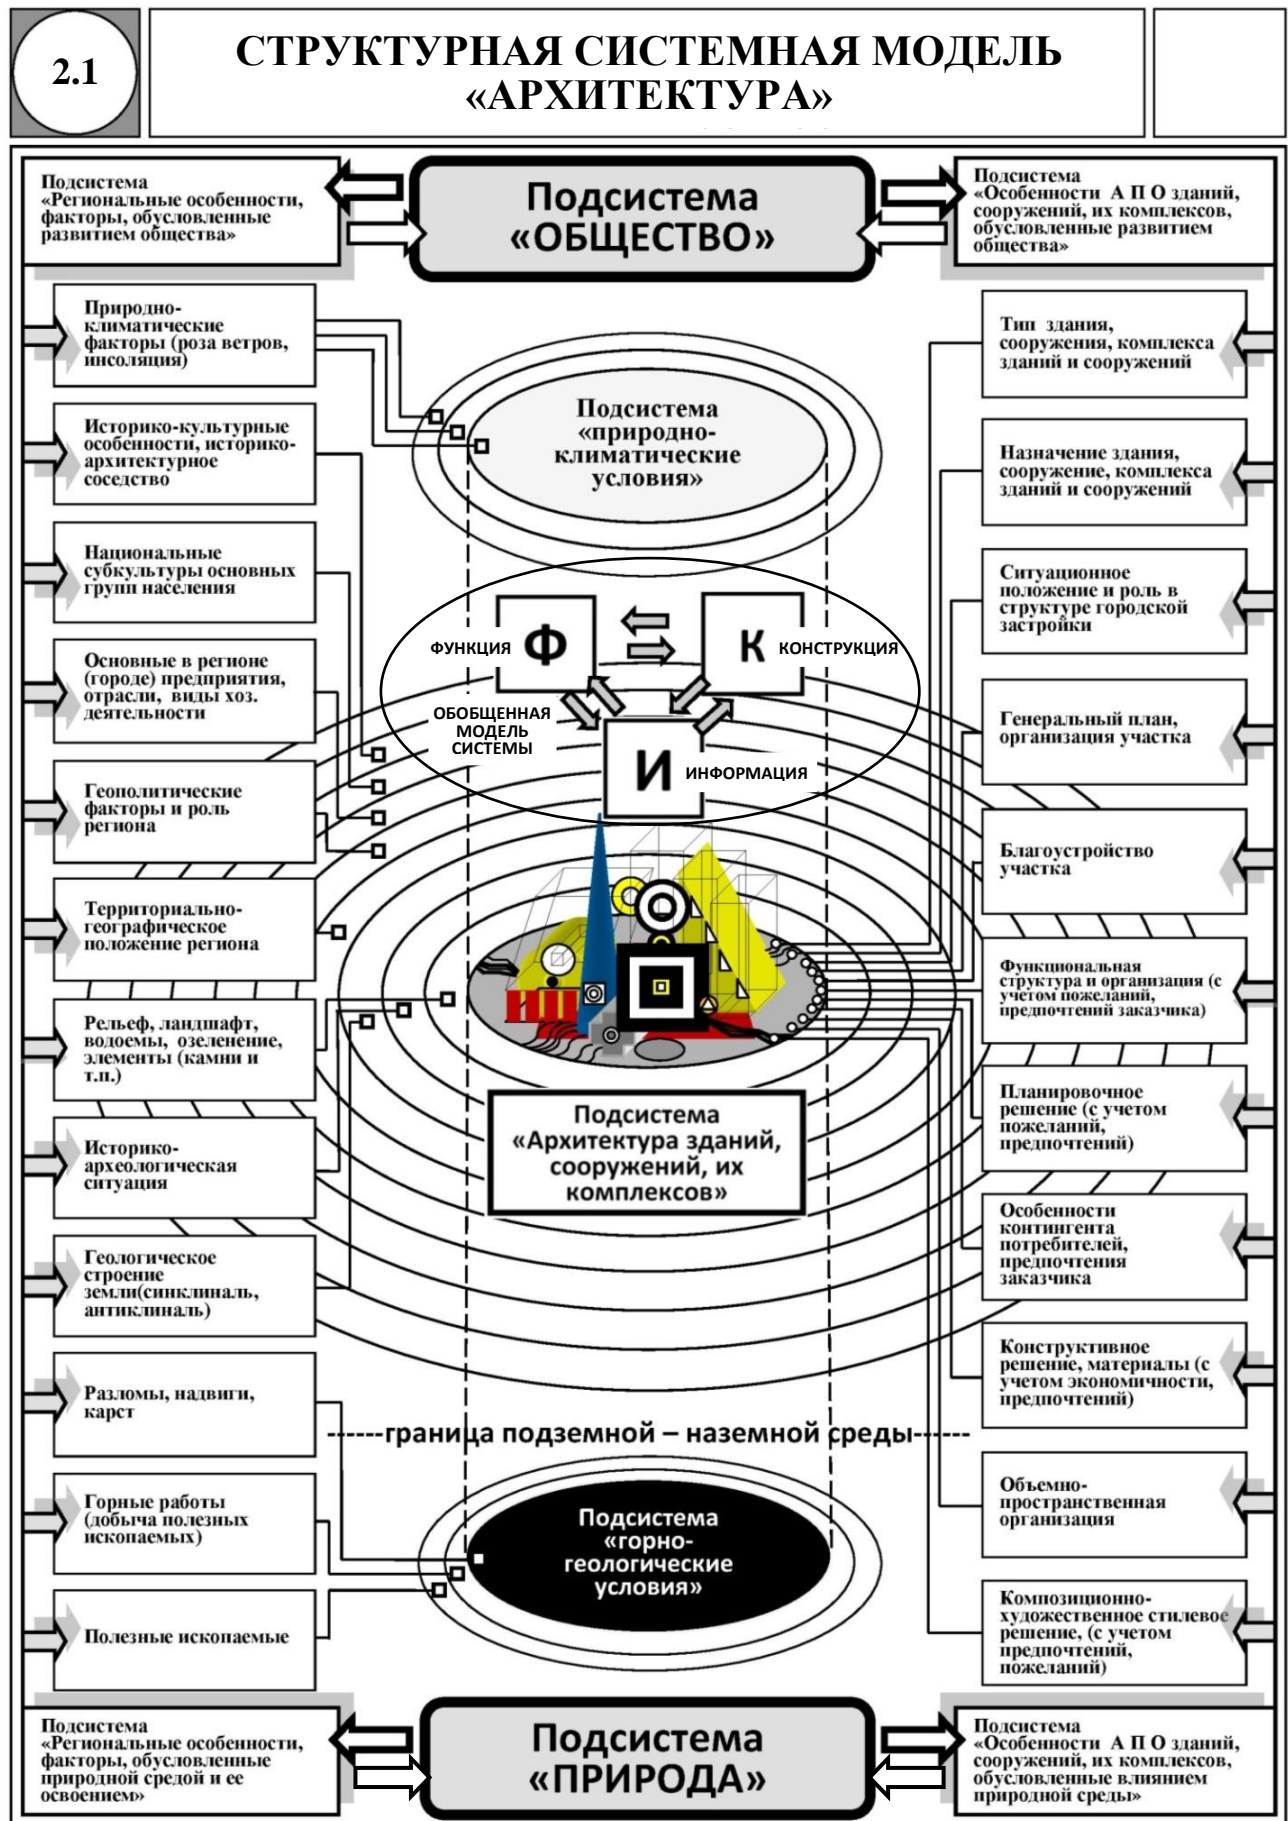 2.1
СТРУКТУРНАЯ СИСТЕМНАЯ МОДЕЛЬ
«АРХИТЕКТУРА»
Подсистема
«Региональные особенности,
факторы, обусловленные
развитием общества»
Подсистема
«ОБЩЕСТВО»
Подсистема
«Особенности А П О зданий,
сооружений, их комплексов,
обусловленные развитием
общества»
Природно-
климатические
факторы (роза ветров,
инсоляция)
Историко-культурные
особенности, историко-
архитектурное
соседство
Национальные
субкультуры основных
групп населения
Основные в регионе
(городе) предприятия,
отрасли, виды хоз.
деятельности
Геополитические
факторы и роль
региона
Территориально-
географическое
положение региона
Рельеф, ландшафт,
водоемы, озеленение,
элементы (камни и
т.п.)
Историко-
археологическая
ситуация
Геологическое
строение
земли(синклиналь,
антиклиналь)
Разломы, надвиги,
карст
Горные работы
(добыча полезных
ископаемых)
Полезные ископаемые
Подсистема
«природно-
климатические
условия»
ФУНКЦИЯ
Ф
К
КОНСТРУКЦИЯ
ОБОБЩЕННАЯ
МОДЕЛЬ
СИСТЕМЫ
И
ИНФОРМАЦИЯ
Подсистема
«Архитектура зданий,
сооружений, их
комплексов»
------граница подземной – наземной среды------
Подсистема
«горно-
геологические
условия»
Тип здания,
сооружения, комплекса
зданий и сооружений
Назначение здания,
сооружение, комплекса
зданий и сооружений
Ситуационное
положение и роль в
структуре городской
застройки
Генеральный план,
организация участка
Благоустройство
участка
Функциональная
структура и организация (с
учетом пожеланий,
предпочтений заказчика)
Планировочное
решение (с учетом
пожеланий,
предпочтений)
Особенности
контингента
потребителей,
предпочтения
заказчика
Конструктивное
решение, материалы (с
учетом экономичности,
предпочтений)
Объемно-
пространственная
организация
Композиционно-
художественное стилевое
решение, (с учетом
предпочтений,
пожеланий)
Подсистема
«Региональные особенности,
факторы, обусловленные
природной средой и ее
освоением»
Подсистема
«ПРИРОДА»
Подсистема
«Особенности А П О зданий,
сооружений, их комплексов,
обусловленные влиянием
природной среды»